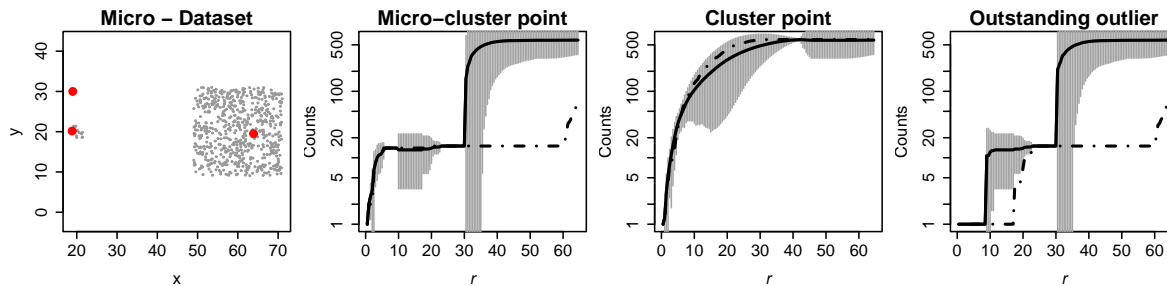 Micro − Dataset
Micro−cluster point
Cluster point
Outstanding outlier
y
0 10 20 30 40
20 30 40 50 60 70
x
Counts
1 5 20 100 500
0 10 20 30 40 50 60
r
Counts
1 5 20 100 500
0 10 20 30 40 50 60
r
Counts
1 5 20 100 500
0 10 20 30 40 50 60
r